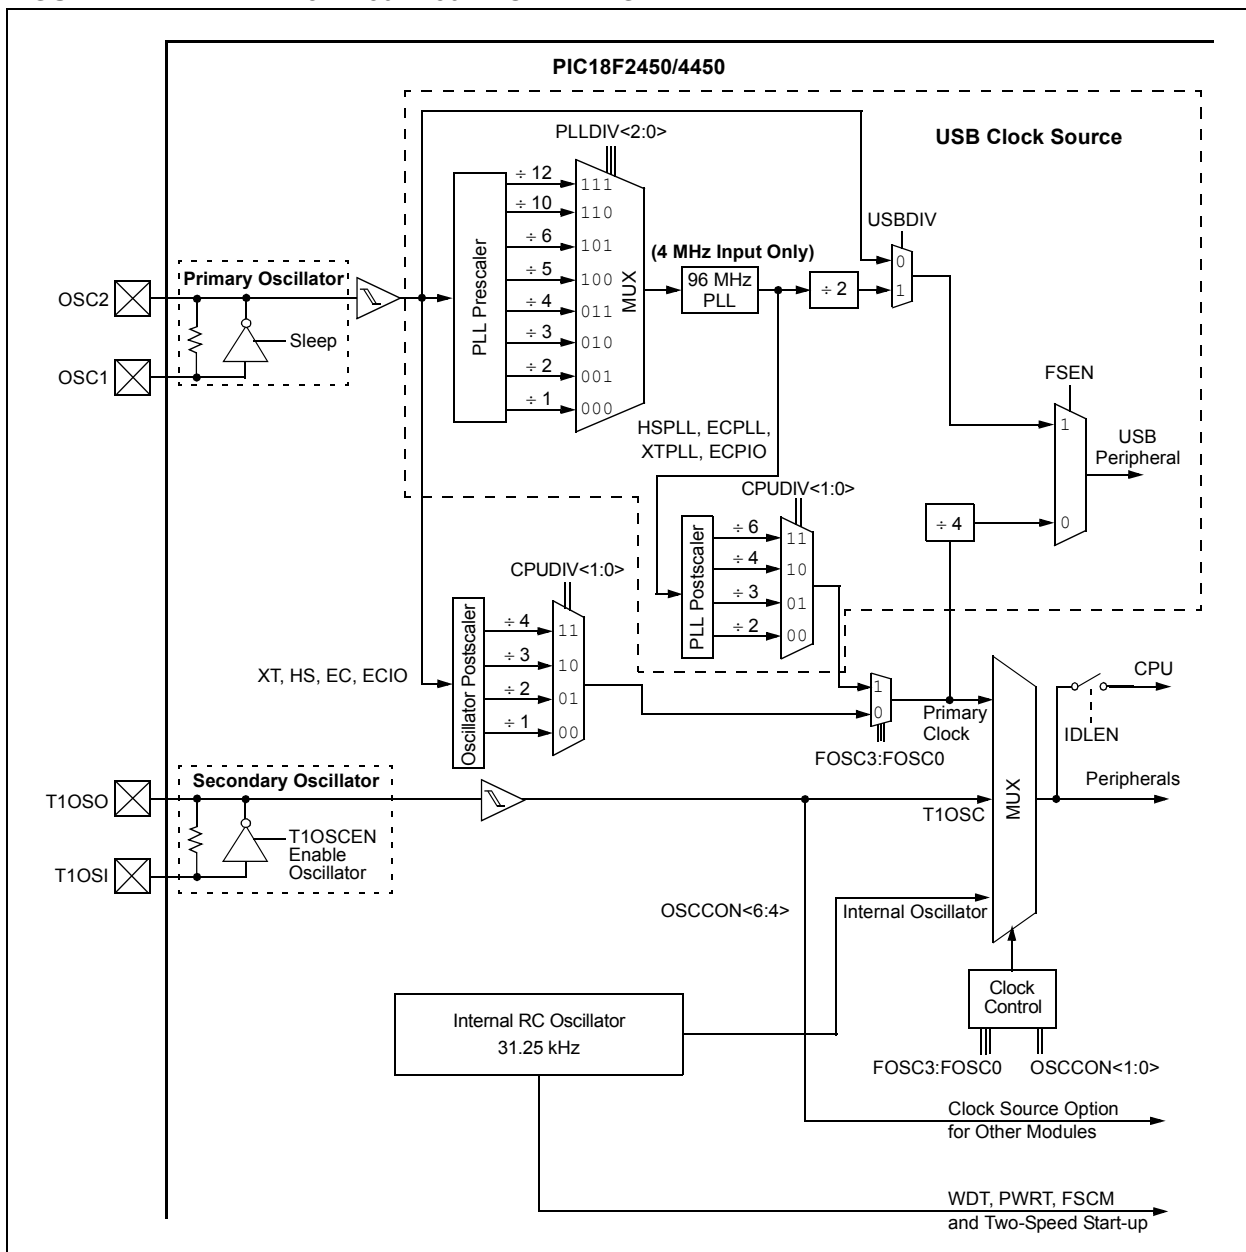 PIC18F2450/4450
PLLDIV<2:0>
USB Clock Source
÷ 12
111
÷ 10
110
÷ 6
101
÷ 5
100
÷ 4
011
÷ 3
010
÷ 2
001
÷ 1
000
PLL Prescaler
MUX
USBDIV
(4 MHz Input Only)
0
1
96 MHz
PLL
÷ 2
Primary Oscillator
OSC2
Sleep
OSC1
FSEN
1
USB
Peripheral
0
HSPLL, ECPLL,
XTPLL, ECPIO
CPUDIV<1:0>
÷ 4
PLL Postscaler
÷ 6
11
÷ 4
10
÷ 3
01
÷ 2
00
CPUDIV<1:0>
Oscillator Postscaler
÷ 4
11
÷ 3
10
÷ 2
01
÷ 1
00
XT, HS, EC, ECIO
1
0
Primary
Clock
FOSC3:FOSC0
CPU
IDLEN
Peripherals
MUX
Secondary Oscillator
T1OSO
T1OSCEN
Enable
Oscillator
T1OSI
T1OSC
OSCCON<6:4>
Internal Oscillator
Clock
Control
FOSC3:FOSC0
OSCCON<1:0>
Internal RC Oscillator
31.25 kHz
Clock Source Option
for Other Modules
WDT, PWRT, FSCM
and Two-Speed Start-up